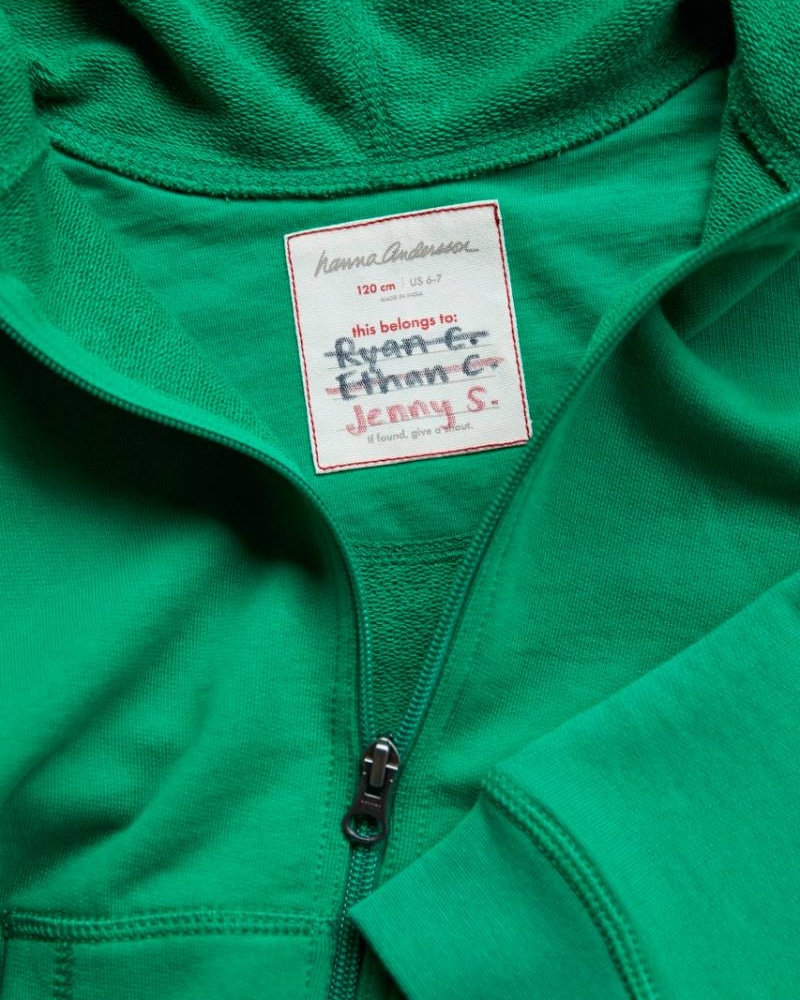 hanna Andersson
120 cm | US 6-7
MADE IN INDIA
this belongs to:
Ryan C.
Ethan C.
Jenny S.
If found, give a shout.